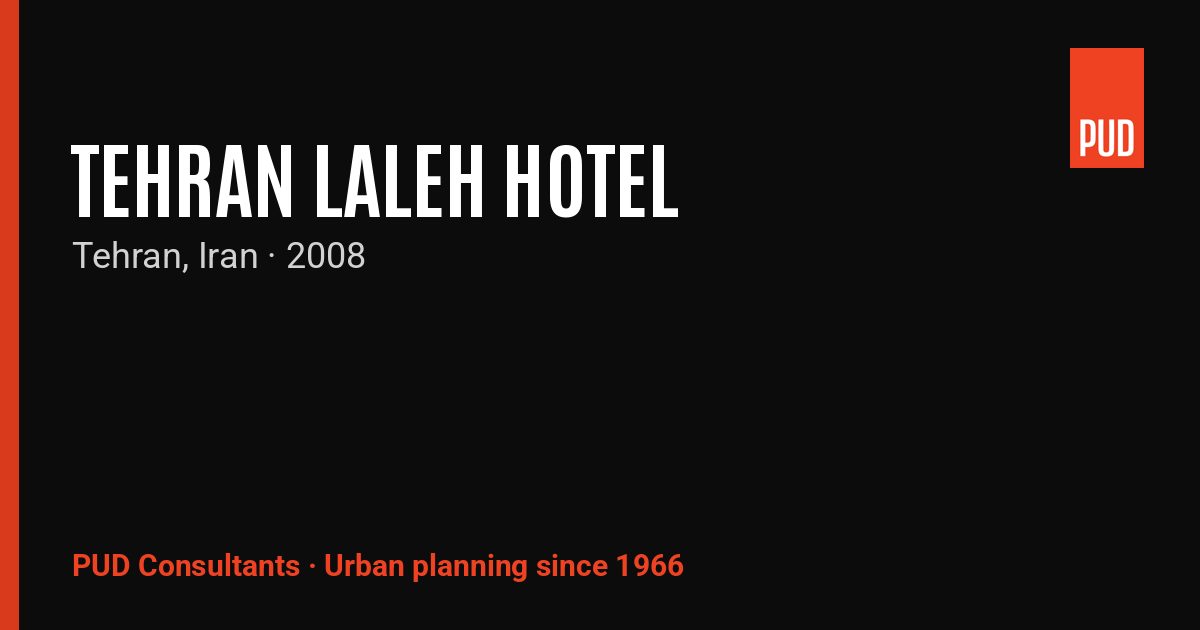 PUD
TEHRAN LALEH HOTEL
Tehran, Iran · 2008
PUD Consultants · Urban planning since 1966